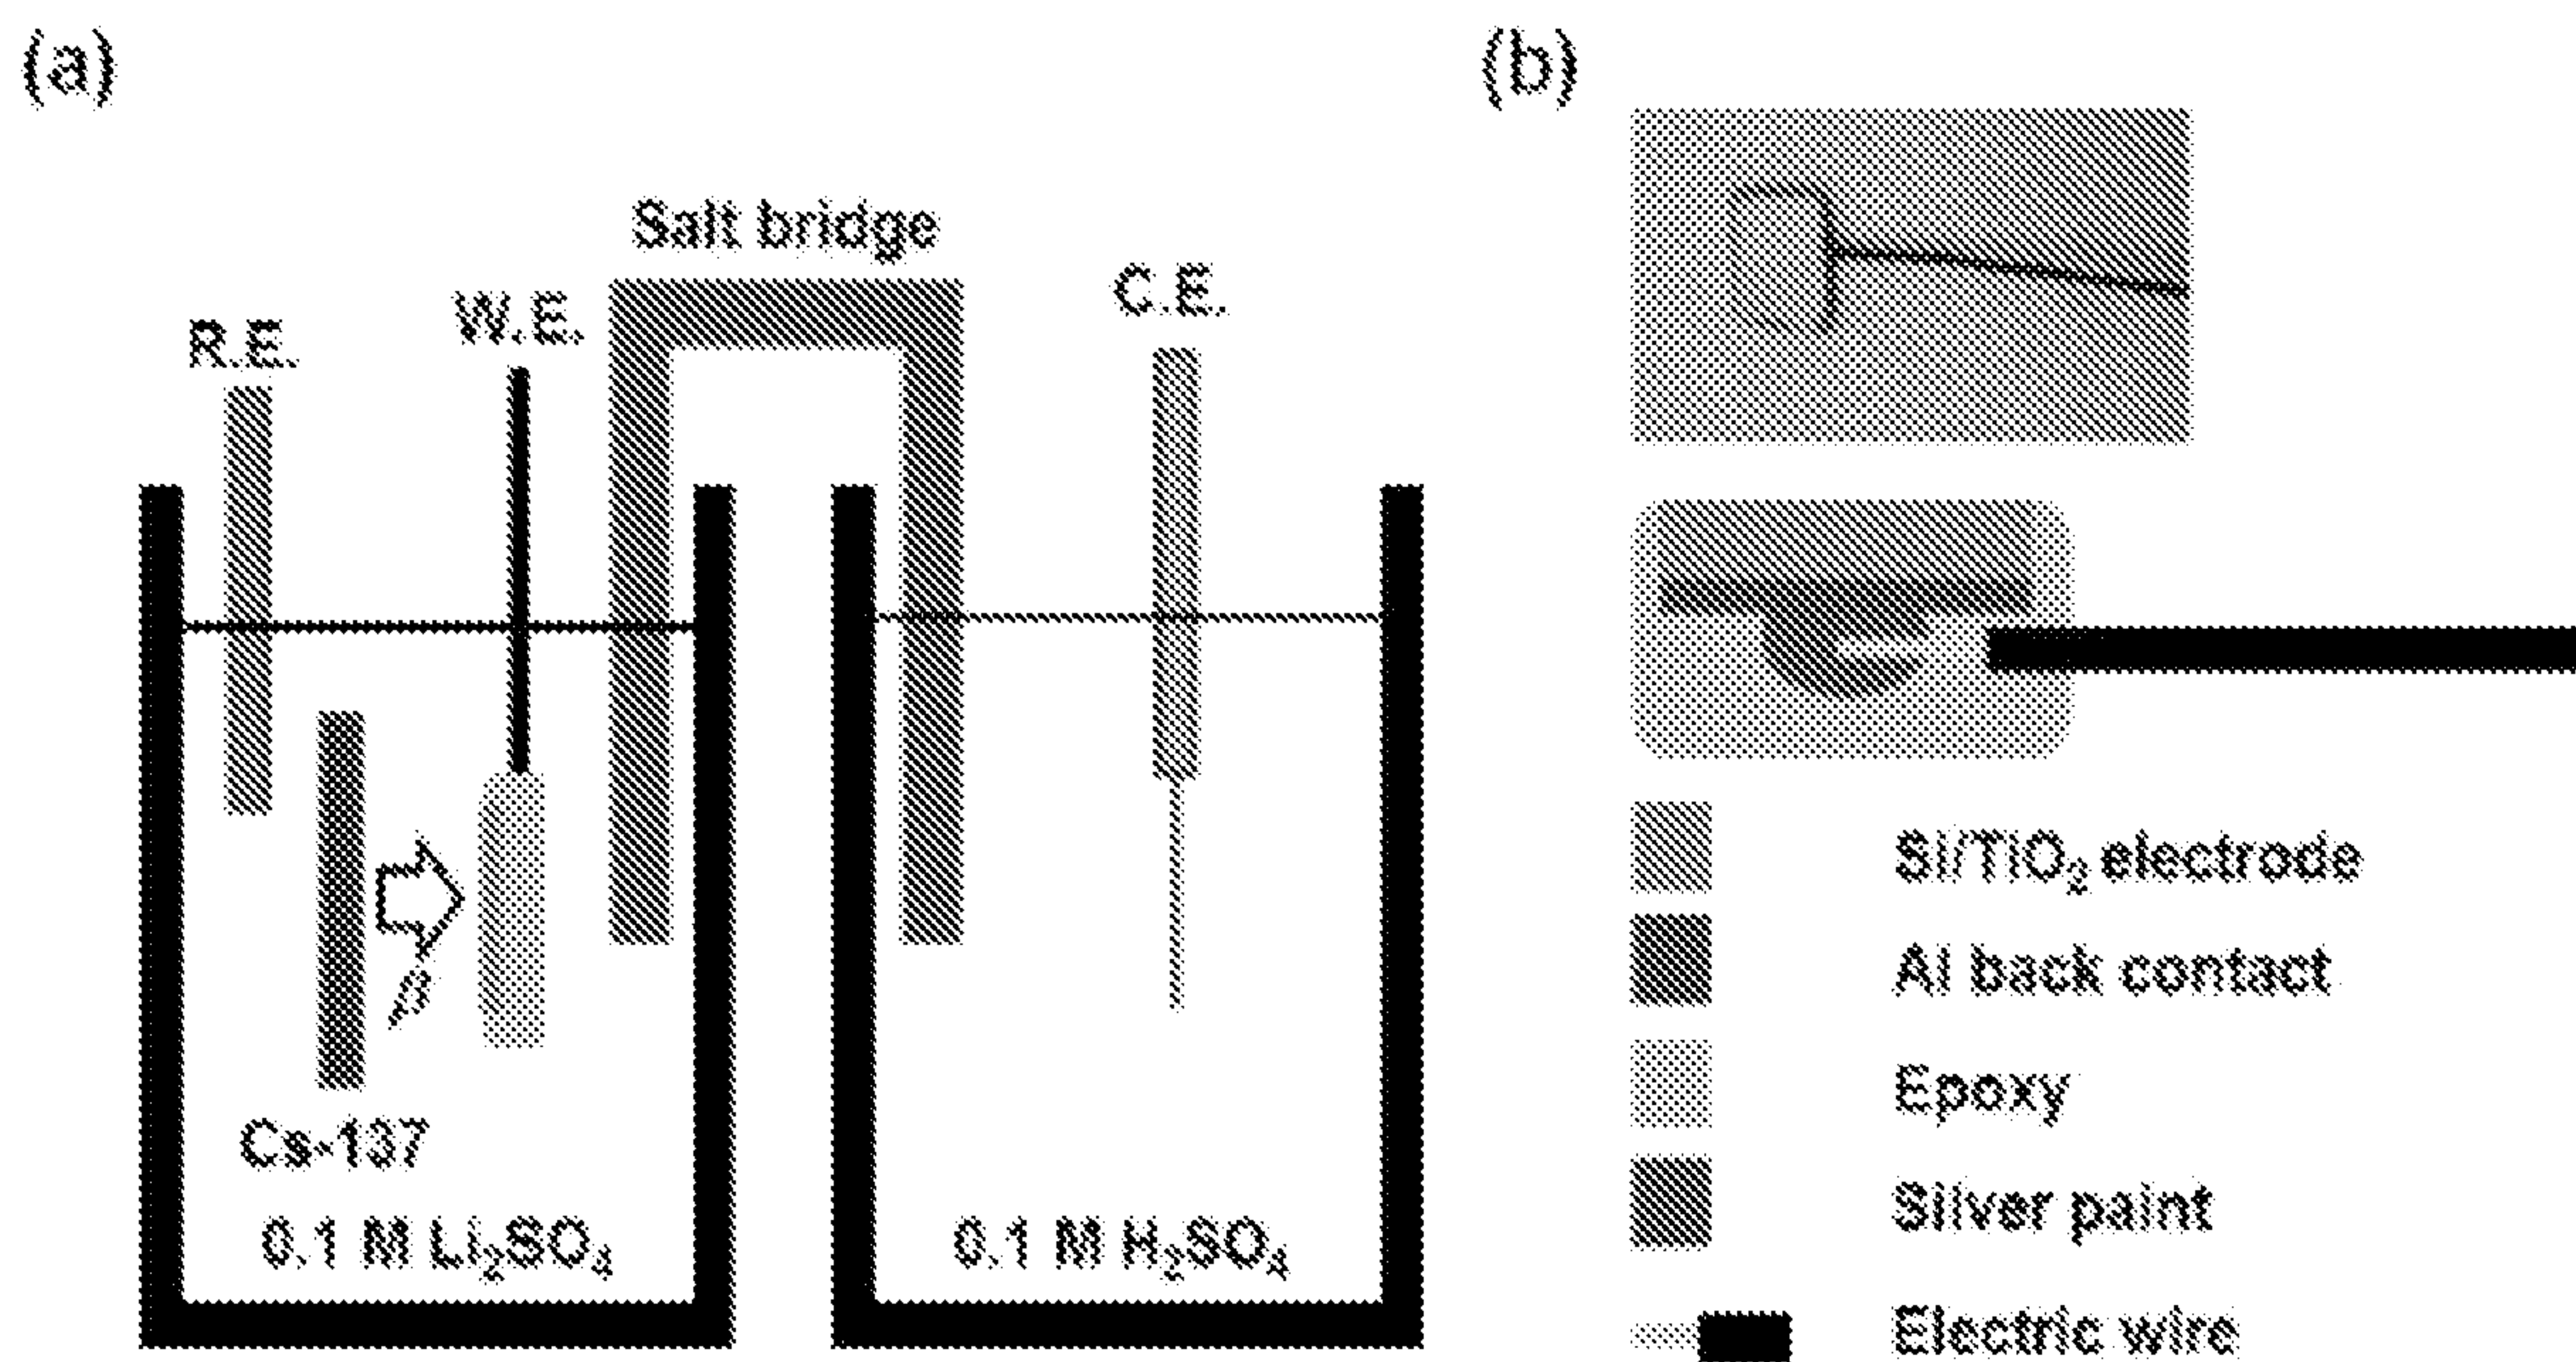 (a)
(b)
Salt bridge
R.E.
W.E.
C.E.
β
Cs-137
0.1 M Li₂SO₄
0.1 M H₂SO₄
Si/TiO₂ electrode
Al back contact
Epoxy
Silver paint
Electric wire